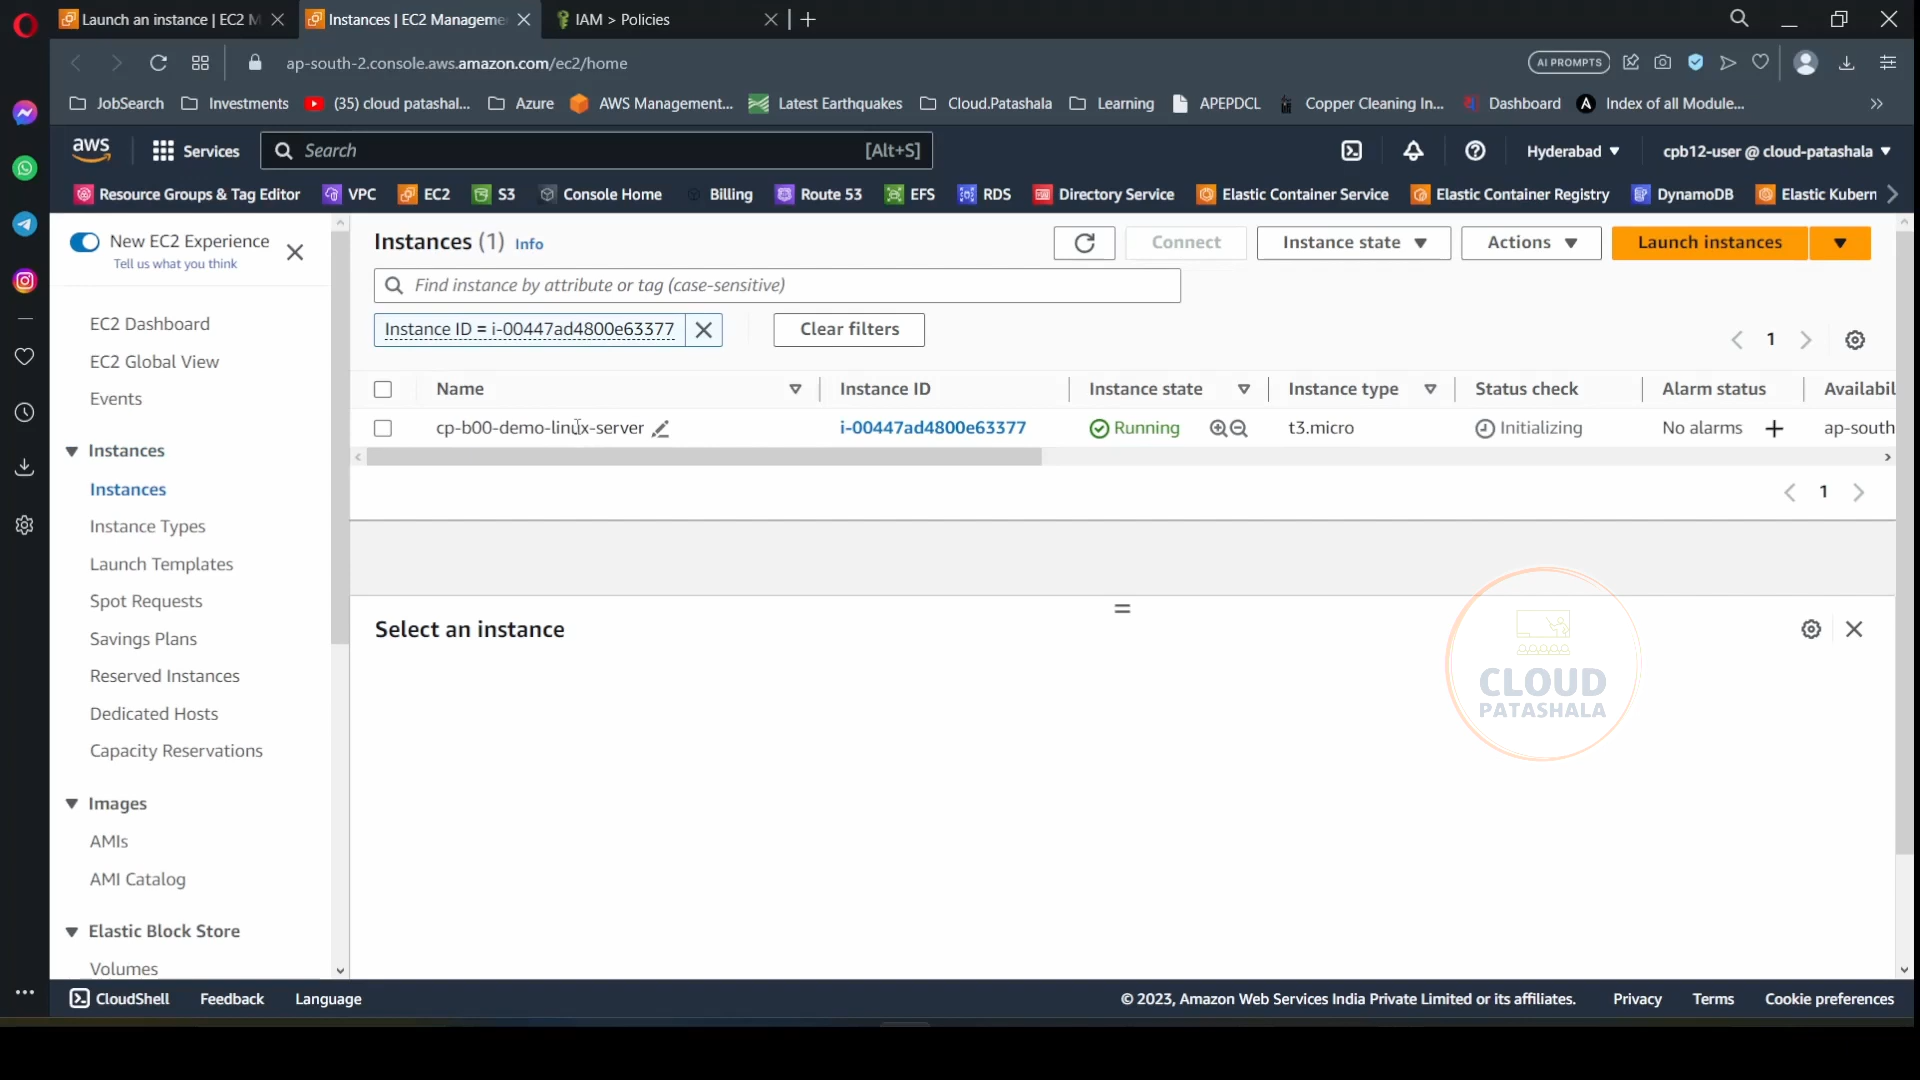 Launch an instance | EC2 M
Instances | EC2 Manageme
IAM > Policies
ap-south-2.console.aws.amazon.com/ec2/home
AI PROMPTS
JobSearch
Investments
(35) cloud patashal...
Azure
AWS Management...
Latest Earthquakes
Cloud.Patashala
Learning
APEPDCL
Copper Cleaning In...
Dashboard
Index of all Module...
aws
Services
Search
[Alt+S]
Hyderabad
cpb12-user @ cloud-patashala
Resource Groups & Tag Editor
VPC
EC2
S3
Console Home
Billing
Route 53
EFS
RDS
Directory Service
Elastic Container Service
Elastic Container Registry
DynamoDB
Elastic Kubern
New EC2 Experience
Tell us what you think
EC2 Dashboard
EC2 Global View
Events
Instances
Instances
Instance Types
Launch Templates
Spot Requests
Savings Plans
Reserved Instances
Dedicated Hosts
Capacity Reservations
Images
AMIs
AMI Catalog
Elastic Block Store
Volumes
Instances (1) Info
Connect
Instance state
Actions
Launch instances
Find instance by attribute or tag (case-sensitive)
Instance ID = i-00447ad4800e63377
Clear filters
1
Name
Instance ID
Instance state
Instance type
Status check
Alarm status
Availabil
cp-b00-demo-linux-server
i-00447ad4800e63377
Running
t3.micro
Initializing
No alarms
ap-south
1
Select an instance
CLOUD
PATASHALA
CloudShell
Feedback
Language
© 2023, Amazon Web Services India Private Limited or its affiliates.
Privacy
Terms
Cookie preferences